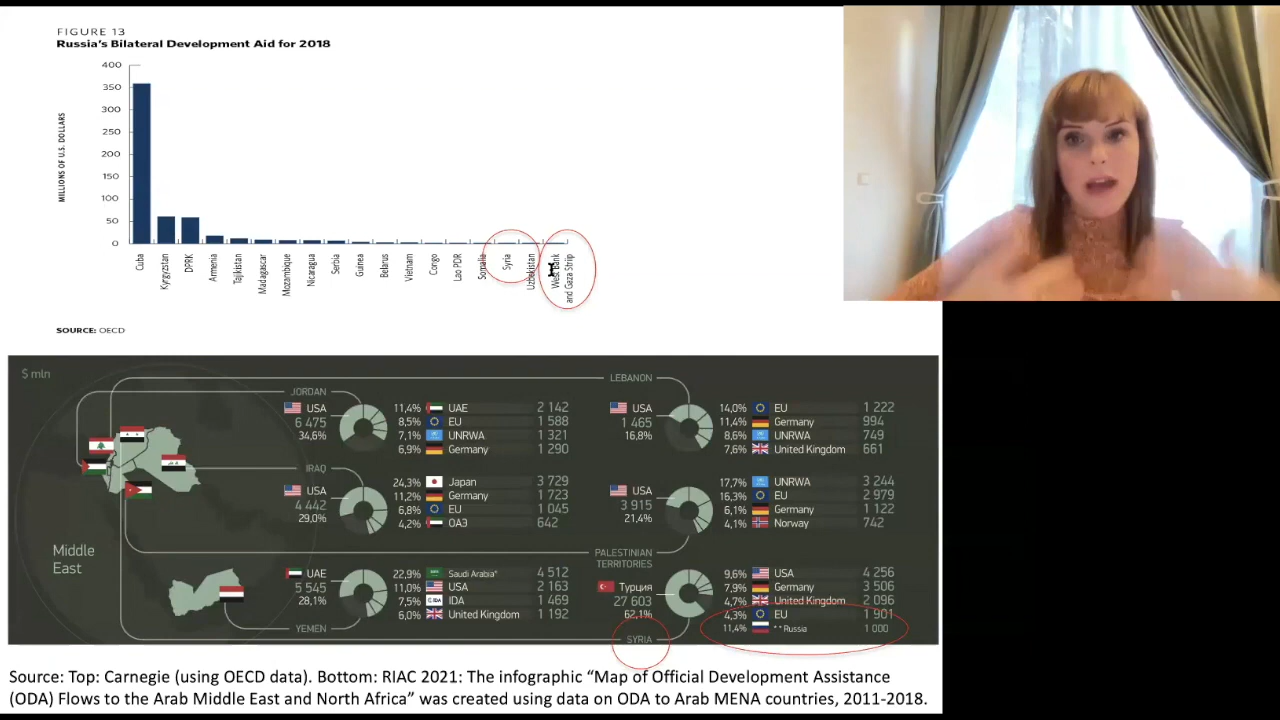 FIGURE 13
Russia's Bilateral Development Aid for 2018
MILLIONS OF U.S. DOLLARS
400
350
300
250
200
150
100
50
0
Cuba
Kyrgyzstan
DPRK
Armenia
Tajikistan
Madagascar
Mozambique
Nicaragua
Serbia
Guinea
Belarus
Vietnam
Congo
Lao PDR
Somalia
Syria
Uzbekistan
West Bank
and Gaza Strip
SOURCE: OECD
$ mln
Middle
East
JORDAN
USA
6 475
34,6%
11,4% UAE 2 142
8,5% EU 1 588
7,1% UNRWA 1 321
6,9% Germany 1 290
LEBANON
USA
1 465
16,8%
14,0% EU 1 222
11,4% Germany 994
8,6% UNRWA 749
7,6% United Kingdom 661
IRAQ
USA
4 442
29,0%
24,3% Japan 3 729
11,2% Germany 1 723
6,8% EU 1 045
4,2% ОАЭ 642
USA
3 915
21,4%
17,7% UNRWA 3 244
16,3% EU 2 979
6,1% Germany 1 122
4,1% Norway 742
PALESTINIAN
TERRITORIES
UAE
5 545
28,1%
22,9% Saudi Arabia* 4 512
11,0% USA 2 163
7,5% IDA IDA 1 469
6,0% United Kingdom 1 192
YEMEN
Турция
27 603
62,1%
9,6% USA 4 256
7,9% Germany 3 506
4,7% United Kingdom 2 096
4,3% EU 1 901
11,4% **Russia 1 000
SYRIA
Source: Top: Carnegie (using OECD data). Bottom: RIAC 2021: The infographic “Map of Official Development Assistance
(ODA) Flows to the Arab Middle East and North Africa” was created using data on ODA to Arab MENA countries, 2011-2018.